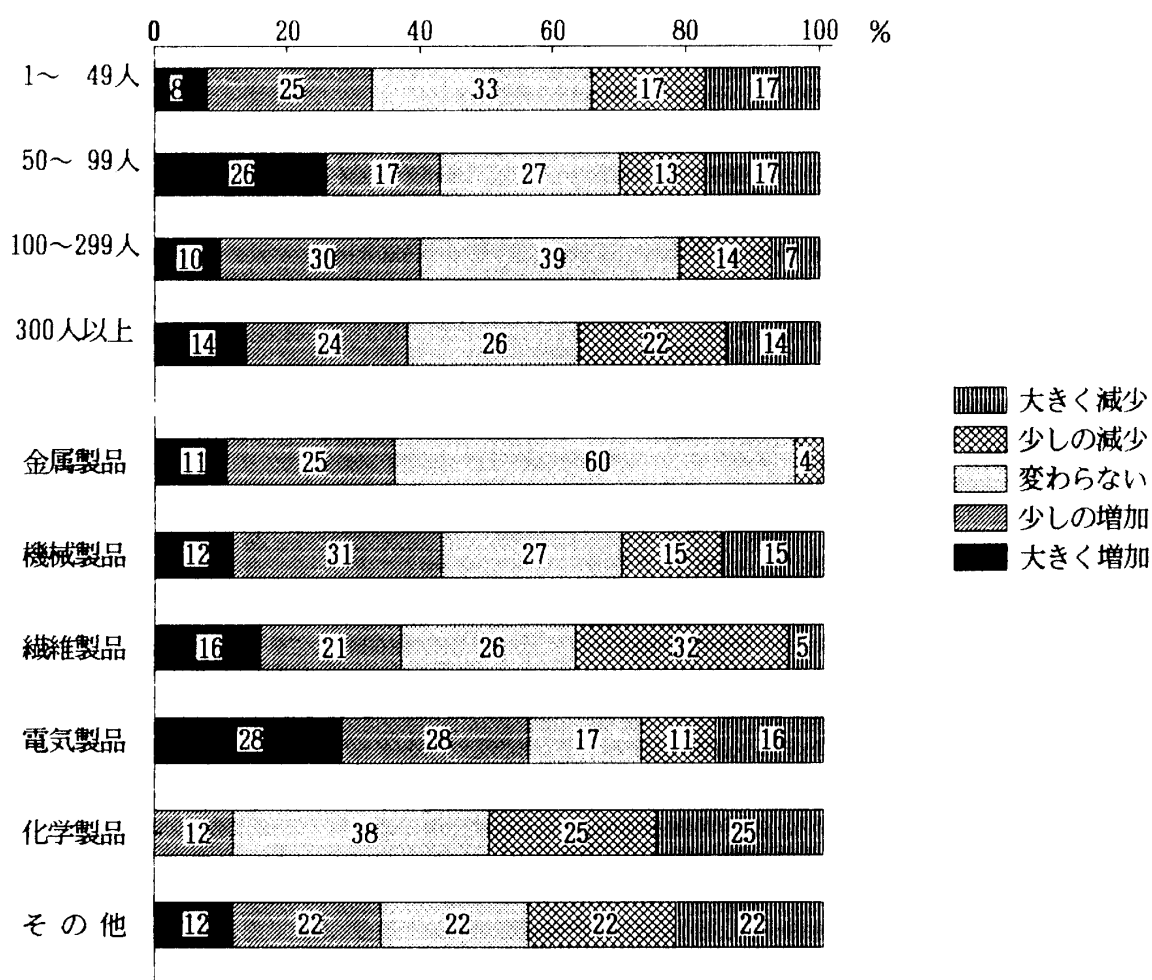 0 20 40 60 80 100 %
1～ 49人 8 25 33 17 17
50～ 99人 26 17 27 13 17
100～299人 10 30 39 14 7
300人以上 14 24 26 22 14
大きく減少
少しの減少
変わらない
少しの増加
大きく増加
金属製品 11 25 60 4
機械製品 12 31 27 15 15
繊維製品 16 21 26 32 5
電気製品 28 28 17 11 16
化学製品 12 38 25 25
その他 12 22 22 22 22